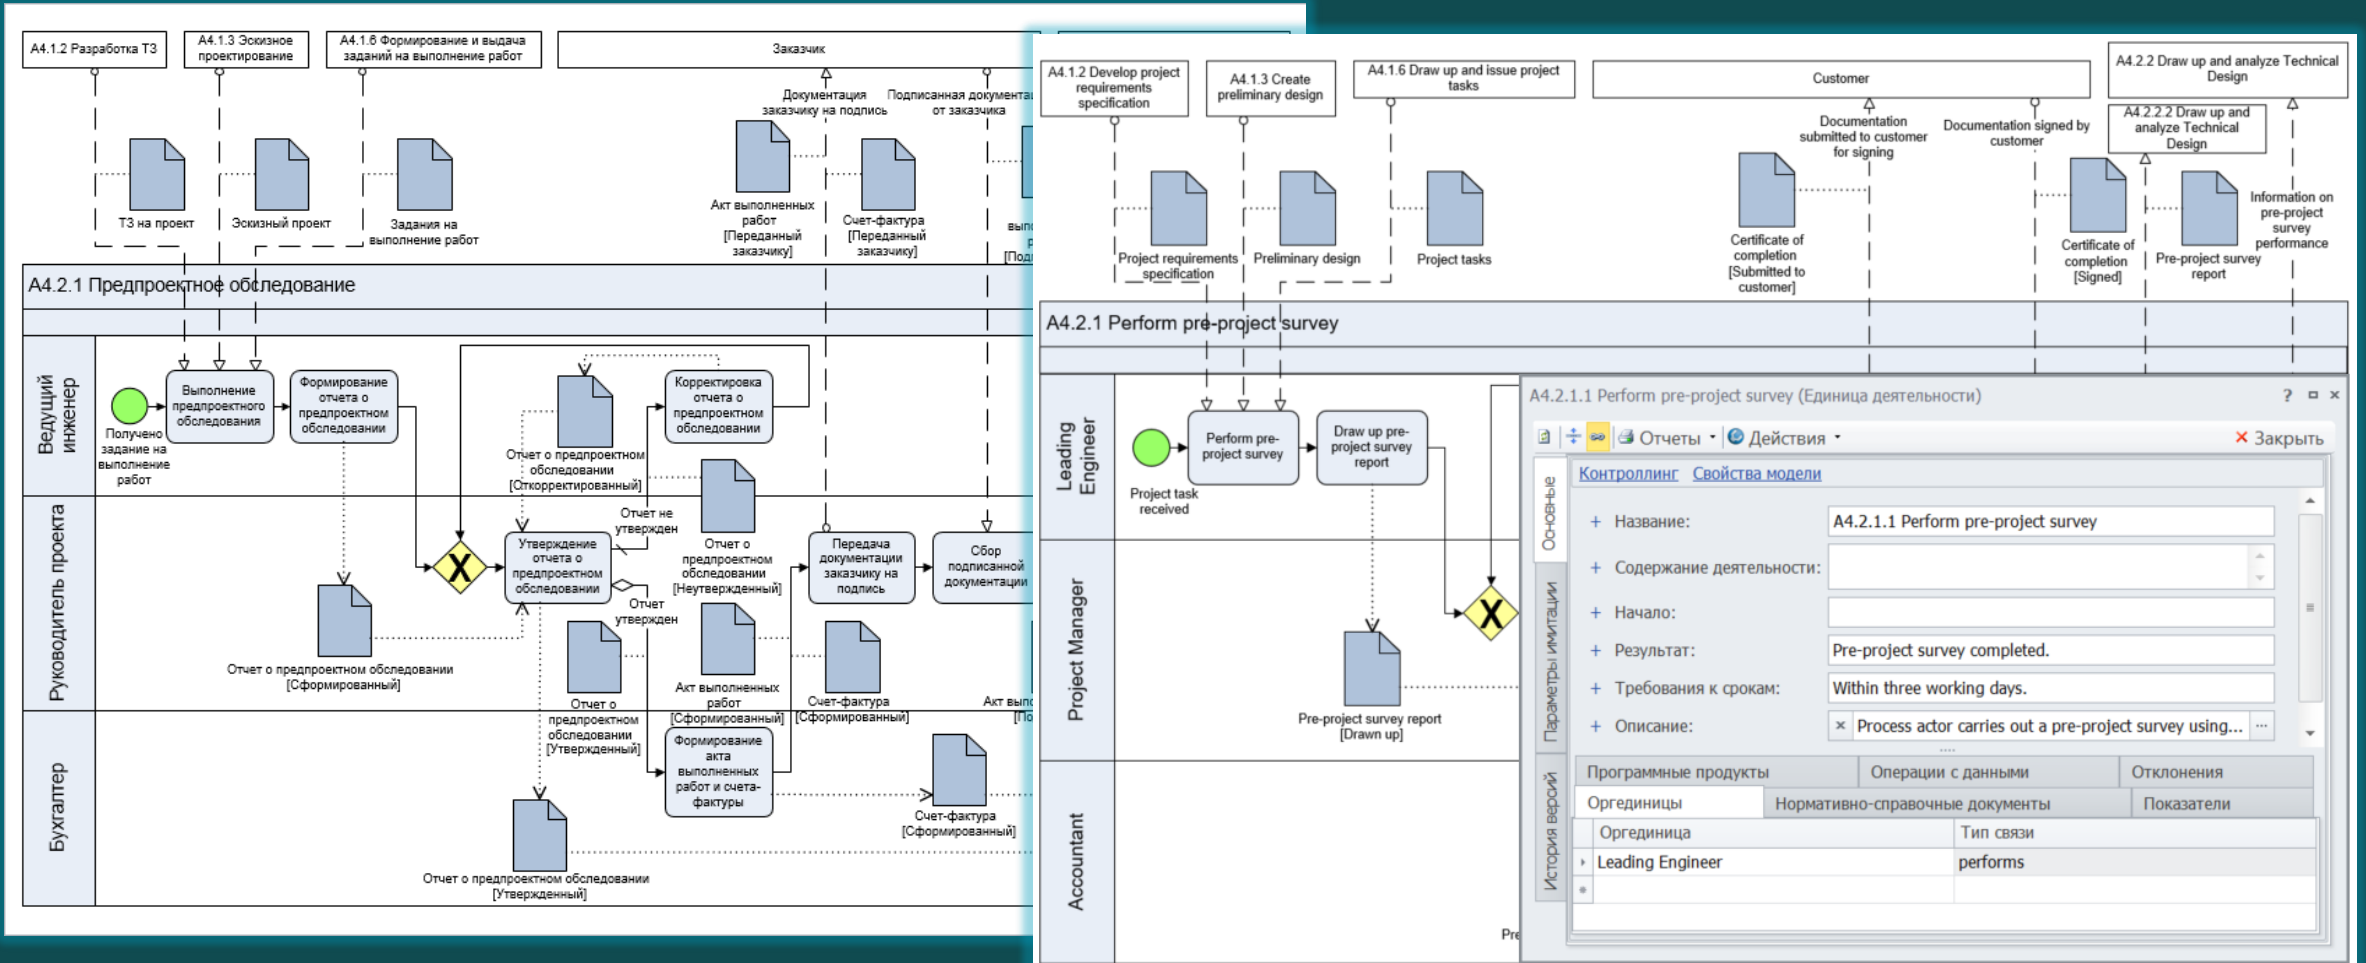 А4.1.2 Разработка ТЗ
А4.1.3 Эскизное
проектирование
А4.1.6 Формирование и выдача
заданий на выполнение работ
Заказчик
Документация
заказчику на подпись
Подписанная
от заказчика
ТЗ на проект
Эскизный проект
Задания на
выполнение работ
Акт выполненных
работ
[Переданный
заказчику]
Счет-фактура
[Переданный
заказчику]
А4.2.1 Предпроектное обследование
Ведущий
инженер
Получено
задание на
выполнение
работ
Выполнение
предпроектного
обследования
Формирование
отчета о
предпроектном
обследовании
Отчет о предпроектном
обследовании
[Откорректированный]
Корректировка
отчета о
предпроектном
обследовании
Руководитель проекта
Отчет не
утвержден
Отчет о
предпроектном
обследовании
[Неутвержденный]
Утверждение
отчета о
предпроектном
обследовании
Передача
документации
заказчику на
подпись
Сбор
подписанной
документации
Отчет
утвержден
Отчет о предпроектном обследовании
[Сформированный]
Отчет о
предпроектном
обследовании
[Утвержденный]
Акт выполненных
работ
[Сформированный]
Счет-фактура
[Сформированный]
Акт
Бухгалтер
Формирование
акта
выполненных
работ и счета-
фактуры
Счет-фактура
[Сформированный]
Отчет о предпроектном обследовании
[Утвержденный]
A4.1.2 Develop project
requirements
specification
A4.1.3 Create
preliminary design
A4.1.6 Draw up and issue project
tasks
Customer
A4.2.2 Draw up and analyze Technical
Design
A4.2.2.2 Draw up and
analyze Technical
Design
Documentation
submitted to customer
for signing
Documentation signed by
customer
Project requirements
specification
Preliminary design
Project tasks
Certificate of
completion
[Submitted to
customer]
Certificate of
completion
[Signed]
Pre-project survey
report
Information on
pre-project
survey
performance
A4.2.1 Perform pre-project survey
Leading
Engineer
Project task
received
Perform pre-
project survey
Draw up pre-
project survey
report
Project Manager
X
X
Pre-project survey report
[Drawn up]
Accountant
A4.2.1.1 Perform pre-project survey (Единица деятельности)
Отчеты
Действия
Закрыть
Основные
Параметры имитации
История версий
Контроллинг Свойства модели
Название: A4.2.1.1 Perform pre-project survey
Содержание деятельности:
Начало:
Результат: Pre-project survey completed.
Требования к срокам: Within three working days.
Описание: Process actor carries out a pre-project survey using...
Программные продукты Операции с данными Отклонения
Оргединицы Нормативно-справочные документы Показатели
Оргединица Тип связи
Leading Engineer performs